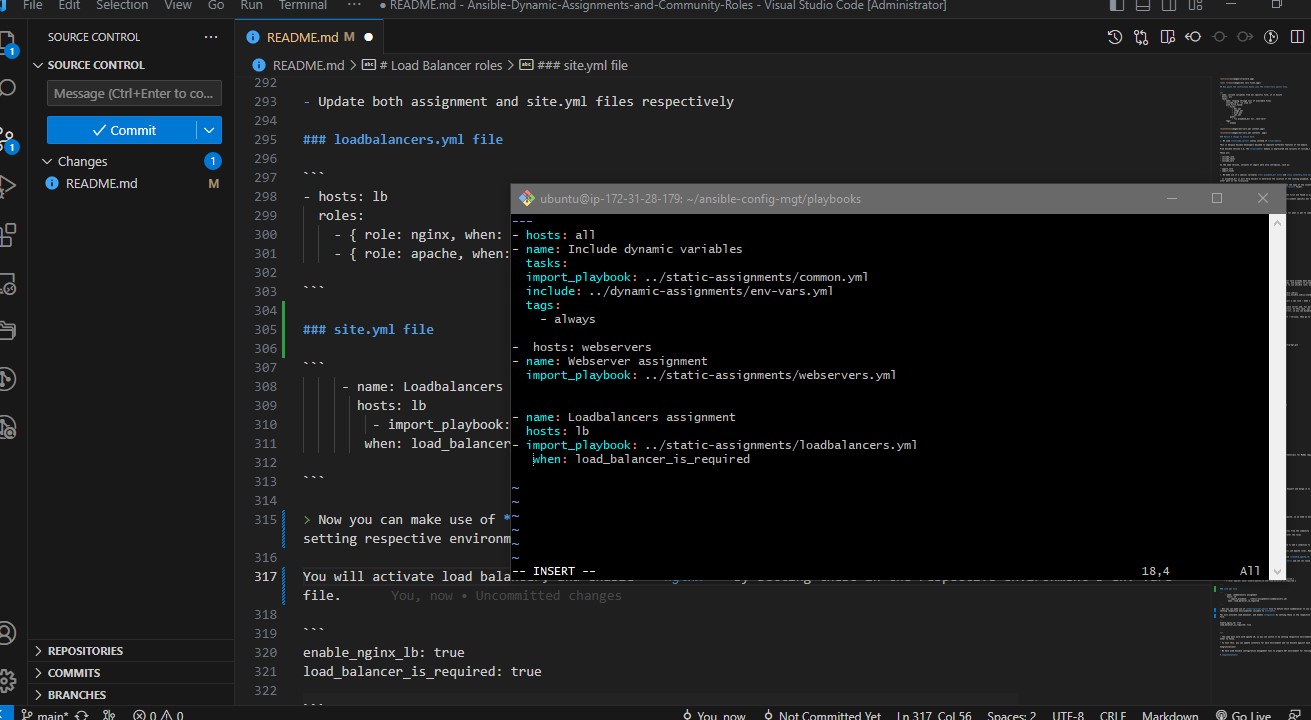 File Edit Selection View Go Run Terminal ··· ● README.md - Ansible-Dynamic-Assignments-and-Community-Roles - Visual Studio Code [Administrator]
SOURCE CONTROL ···
README.md M ●
SOURCE CONTROL
README.md > # Load Balancer roles > ### site.yml file
Message (Ctrl+Enter to co...
Commit
Changes 1
README.md M
1
1
292
293 - Update both assignment and site.yml files respectively
294
295 ### loadbalancers.yml file
296
297 ```
298 - hosts: lb
299 roles:
300 - { role: nginx, when:
301 - { role: apache, when:
302
303 ```
304
305 ### site.yml file
306
307 ```
308 - name: Loadbalancers
309 hosts: lb
310 - import_playbook:
311 when: load_balancer
312
313 ```
314
315 > Now you can make use of *
setting respective environm
316
317 You will activate load bala
file. You, now • Uncommitted changes
318
319 ```
320 enable_nginx_lb: true
321 load_balancer_is_required: true
322
ubuntu@ip-172-31-28-179: ~/ansible-config-mgt/playbooks
---
- hosts: all
- name: Include dynamic variables
tasks:
import_playbook: ../static-assignments/common.yml
include: ../dynamic-assignments/env-vars.yml
tags:
- always
- hosts: webservers
- name: Webserver assignment
import_playbook: ../static-assignments/webservers.yml
- name: Loadbalancers assignment
hosts: lb
- import_playbook: ../static-assignments/loadbalancers.yml
when: load_balancer_is_required
~
~
~
~
~
~
-- INSERT -- 18,4 All
REPOSITORIES
COMMITS
BRANCHES
main* 0 0 You, now Not Committed Yet Ln 317, Col 56 Spaces: 2 UTF-8 CRLF Markdown Go Live